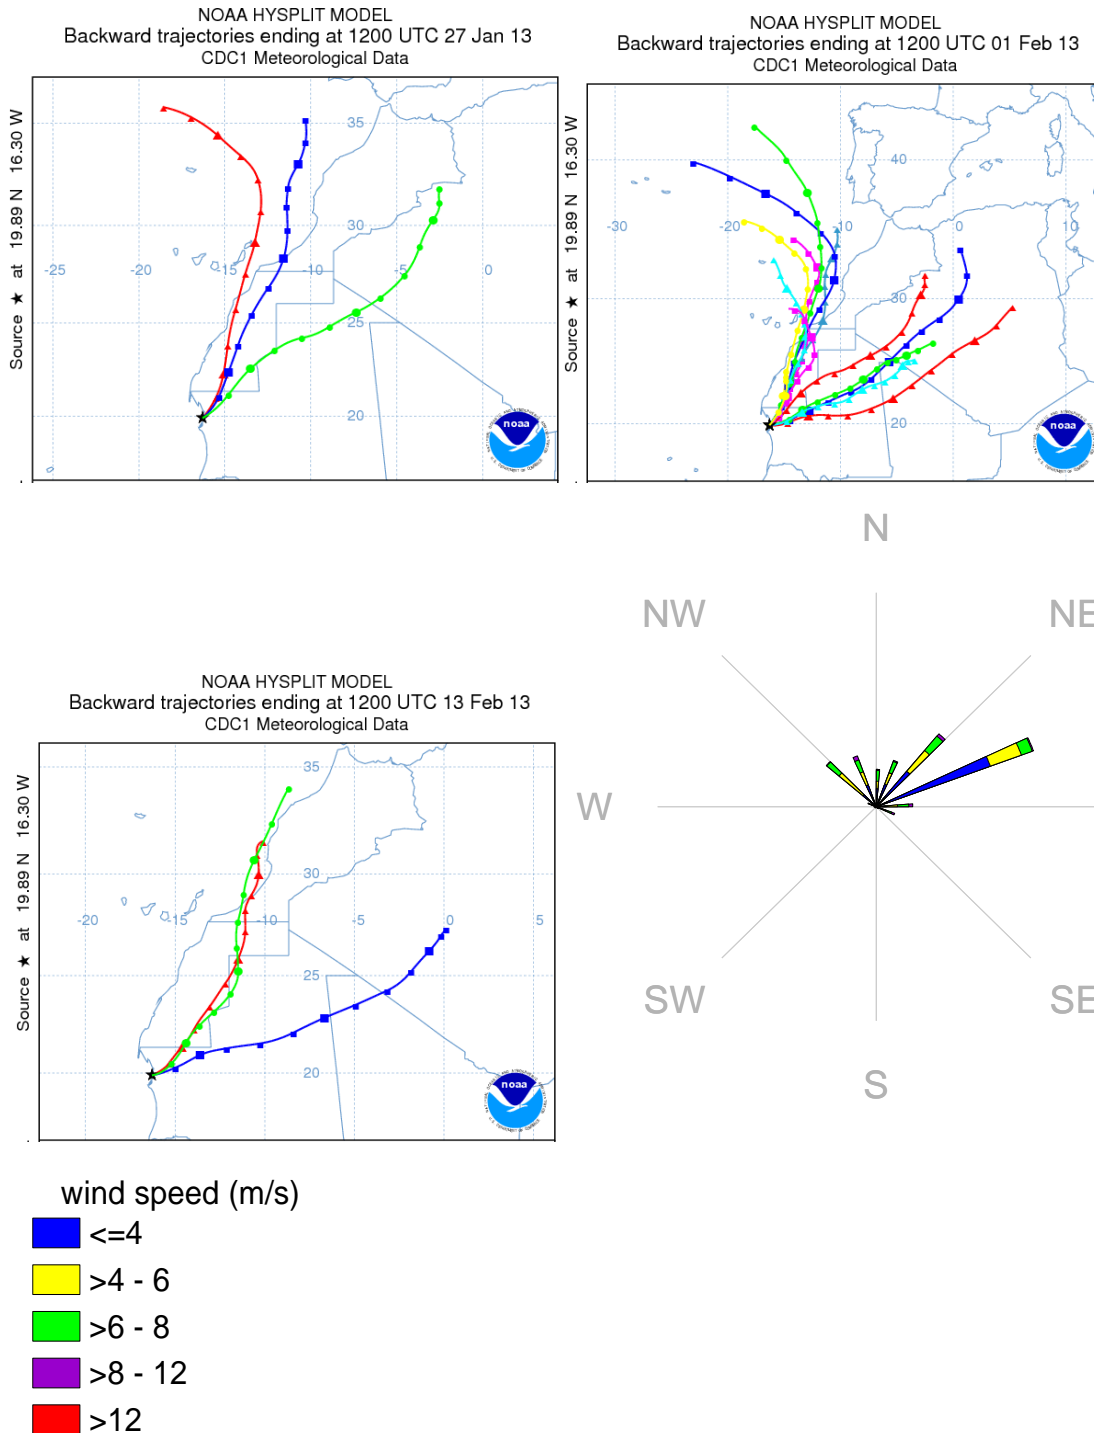 NOAA HYSPLIT MODEL
Backward trajectories ending at 1200 UTC 27 Jan 13
CDC1 Meteorological Data
Source ★ at 19.89 N 16.30 W
35
30
-25
-20
-15
-10
-5
0
25
20
noaa
NOAA HYSPLIT MODEL
Backward trajectories ending at 1200 UTC 01 Feb 13
CDC1 Meteorological Data
Source ★ at 19.89 N 16.30 W
40
-30
-20
-10
0
10
30
20
noaa
N
NW
NE
W
SW
SE
S
NOAA HYSPLIT MODEL
Backward trajectories ending at 1200 UTC 13 Feb 13
CDC1 Meteorological Data
Source ★ at 19.89 N 16.30 W
35
30
-20
-15
-10
-5
0
5
25
20
noaa
wind speed (m/s)
<=4
>4 - 6
>6 - 8
>8 - 12
>12